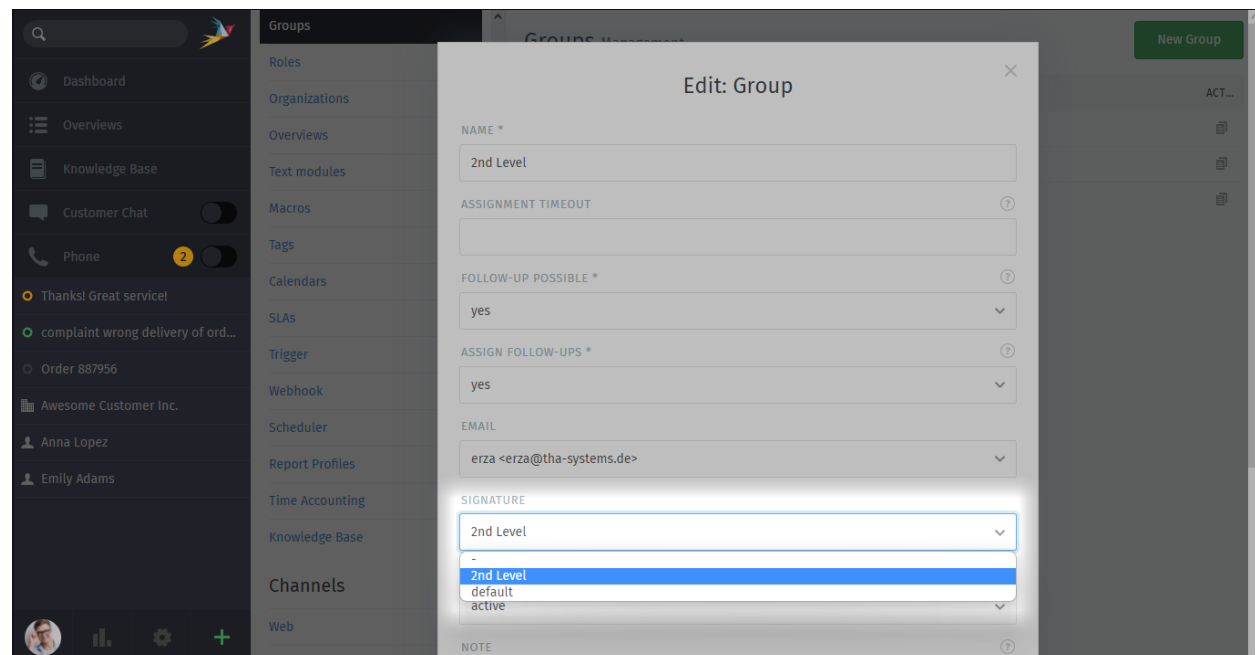 Dashboard
Overviews
Knowledge Base
Customer Chat
Phone
2
Thanks! Great service!
complaint wrong delivery of ord...
Order 887956
Awesome Customer Inc.
Anna Lopez
Emily Adams
Groups
Roles
Organizations
Overviews
Text modules
Macros
Tags
Calendars
SLAs
Trigger
Webhook
Scheduler
Report Profiles
Time Accounting
Knowledge Base
Channels
Web
Groups Management
New Group
ACT...
Edit: Group
NAME *
2nd Level
ASSIGNMENT TIMEOUT
FOLLOW-UP POSSIBLE *
yes
ASSIGN FOLLOW-UPS *
yes
EMAIL
erza <erza@tha-systems.de>
SIGNATURE
2nd Level
-
2nd Level
default
active
NOTE